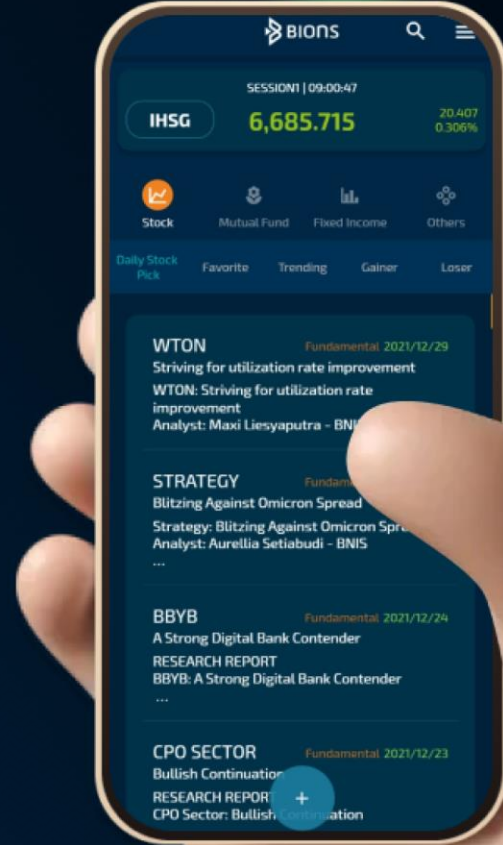 BIONS
SESSION1 | 09:00:47
IHSG
6,685.715
20.407
0.306%
Stock
Mutual Fund
Fixed Income
Others
Daily Stock
Pick
Favorite
Trending
Gainer
Loser
WTON
Fundamental 2021/12/29
Striving for utilization rate improvement
WTON: Striving for utilization rate
improvement
Analyst: Maxi Liesyaputra -
STRATEGY
Blitzing Against Omicron Spread
Strategy: Blitzing Against Omicron
Analyst: Aurellia Setiabudi - BNIS
...
BBYB
Fundamental 2021/12/24
A Strong Digital Bank Contender
RESEARCH REPORT
BBYB: A Strong Digital Bank Contender
...
CPO SECTOR
Fundamental 2021/12/23
Bullish Continuation
RESEARCH REPORT
+
CPO Sector: Bullish Continuation